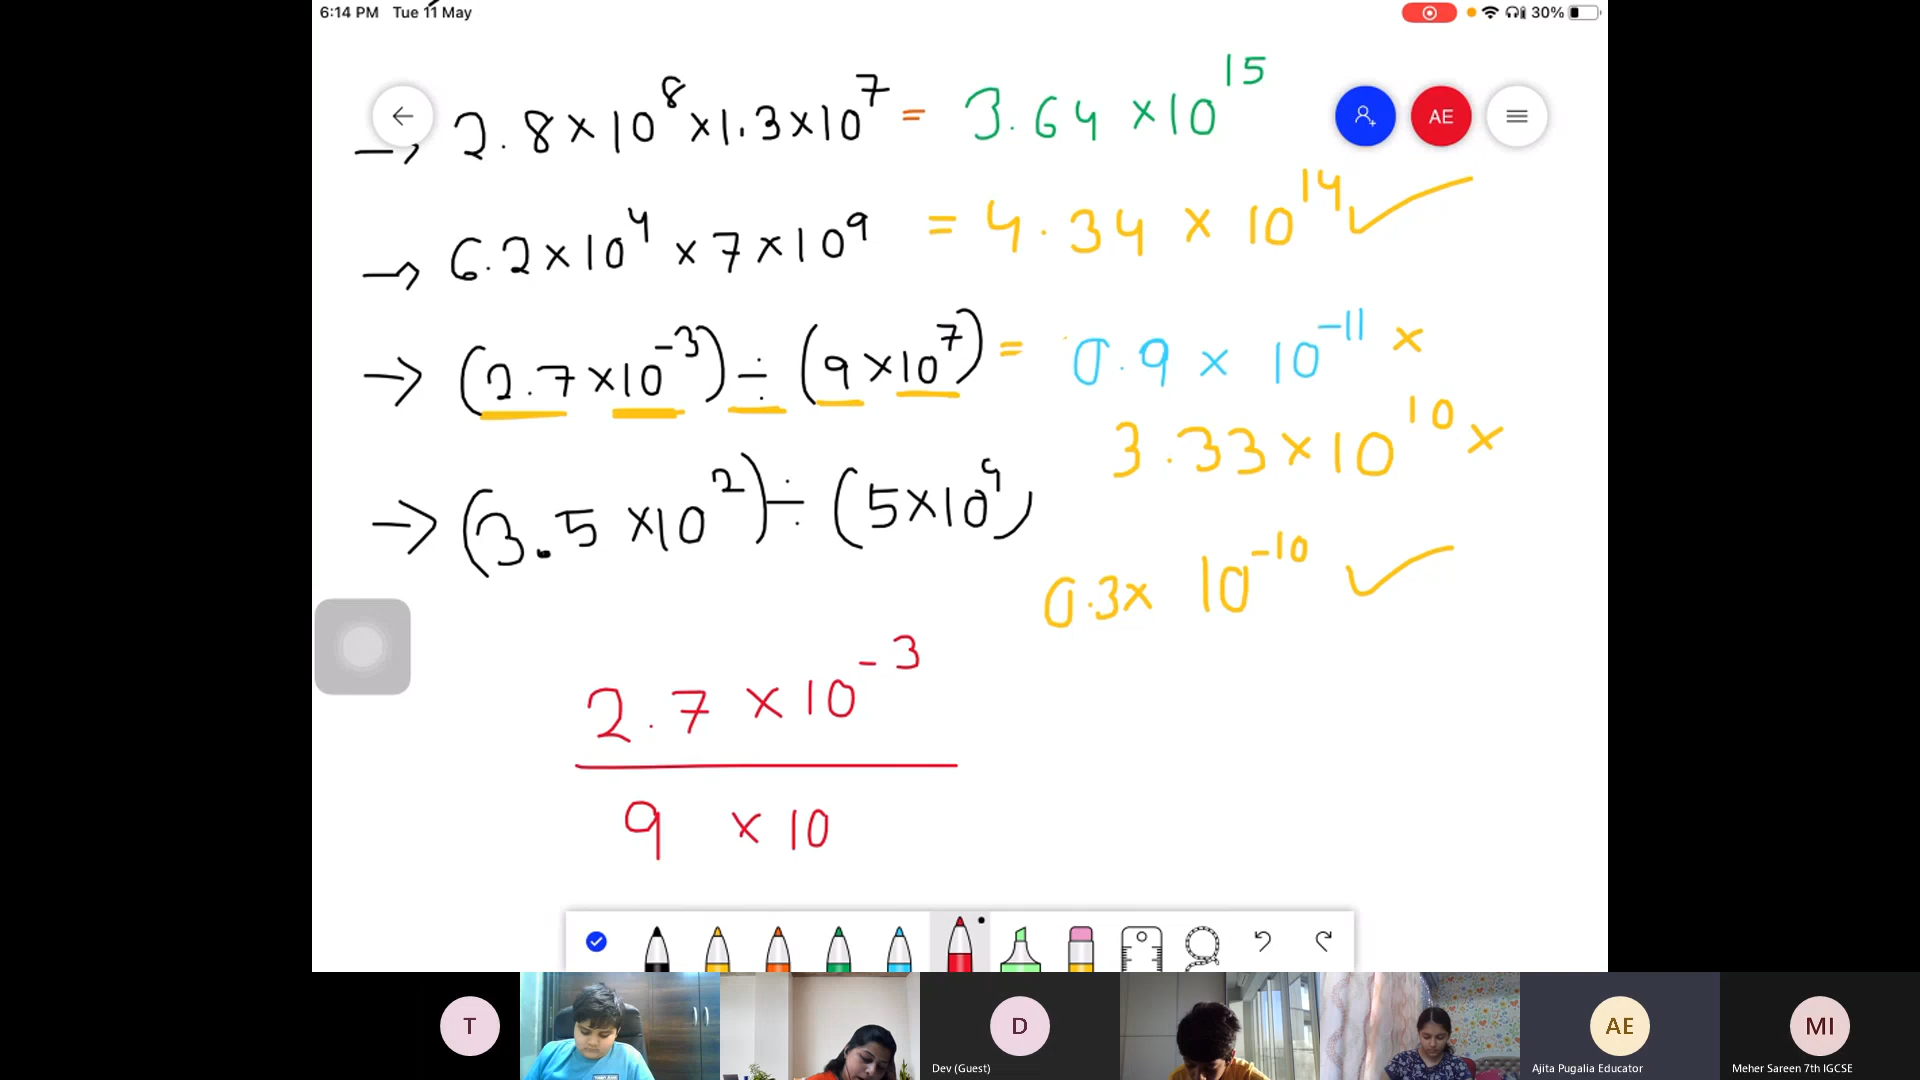 6:14 PM Tue 11 May
30%
→ 2.8×10⁸×1.3×10⁷ = 3.64×10¹⁵
AE
→ 6.2×10⁴×7×10⁹ = 4.34×10¹⁴ ✓
→ (2.7×10⁻³)÷(9×10⁷) = 0.9×10⁻¹¹ ×
3.33×10¹⁰ ×
→ (3.5×10²)÷(5×10⁹)
0.3×10⁻¹⁰ ✓
2.7×10⁻³
9 ×10
T
D
AE
MI
Dev (Guest)
Ajita Pugalia Educator
Meher Sareen 7th IGCSE